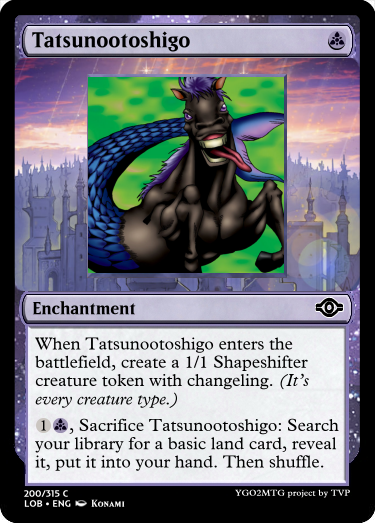 Tatsunootoshigo
Enchantment
When Tatsunootoshigo enters the
battlefield, create a 1/1 Shapeshifter
creature token with changeling. (It's
every creature type.)
1, Sacrifice Tatsunootoshigo: Search
your library for a basic land card, reveal
it, put it into your hand. Then shuffle.
200/315 C
LOB • ENG Konami
YGO2MTG project by TVP